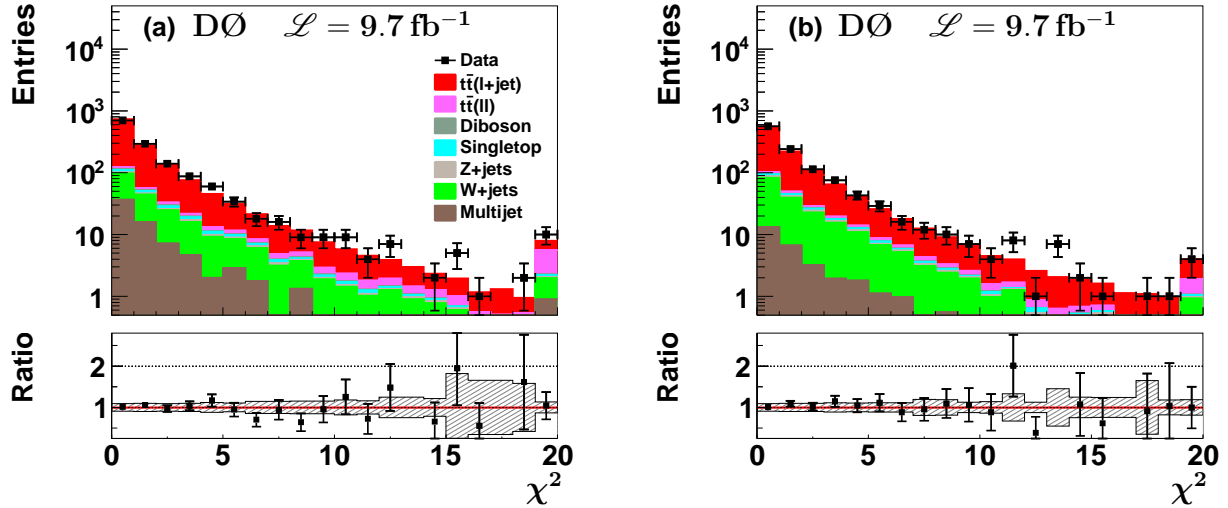 (a) DØ ℒ = 9.7 fb⁻¹
Entries
10⁴
10³
10²
10
1
Data
tt̄(l+jet)
tt̄(ll)
Diboson
Singletop
Z+jets
W+jets
Multijet
Ratio
2
1
0 5 10 15 20
χ²
(b) DØ ℒ = 9.7 fb⁻¹
Entries
10⁴
10³
10²
10
1
Ratio
2
1
0 5 10 15 20
χ²